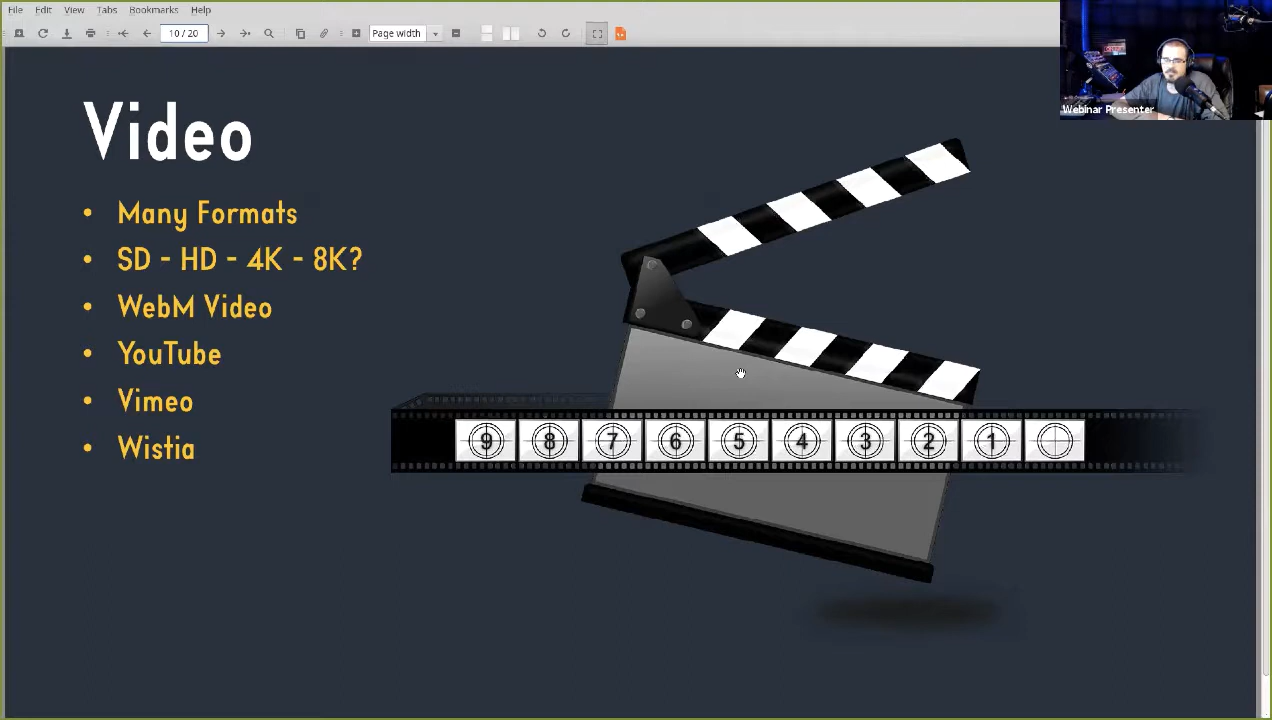 File Edit View Tabs Bookmarks Help
10 / 20 Page width
Webinar Presenter
Video
• Many Formats
• SD - HD - 4K - 8K?
• WebM Video
• YouTube
• Vimeo
• Wistia
9 8 7 6 5 4 3 2 1